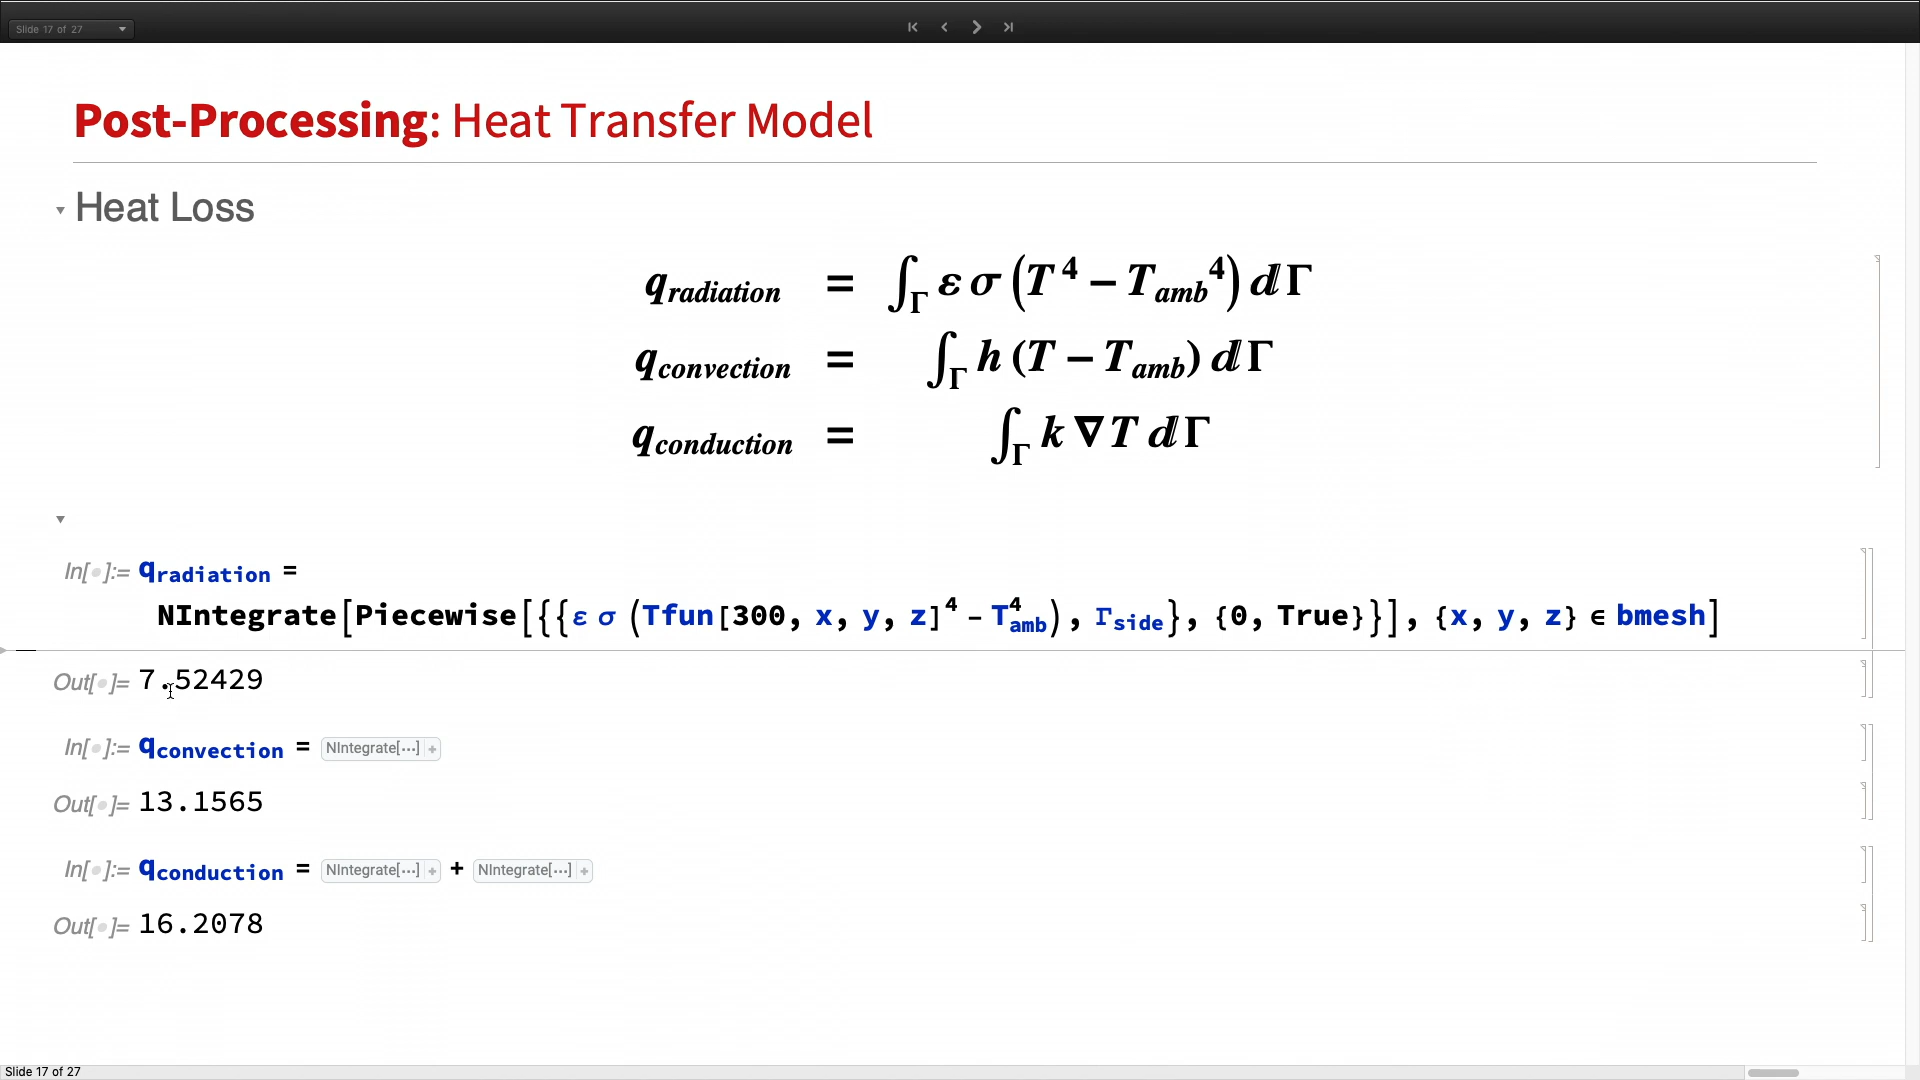 Slide 17 of 27
Post-Processing: Heat Transfer Model
Heat Loss
q_radiation = ∫_Γ ε σ (T^4 − T_amb^4) ⅆΓ
q_convection = ∫_Γ h (T − T_amb) ⅆΓ
q_conduction = ∫_Γ k ∇ T ⅆΓ
In[•]:= q_radiation =
NIntegrate[Piecewise[{{ε σ (Tfun[300, x, y, z]^4 − T_amb^4), Γ_side}, {0, True}}], {x, y, z} ∈ bmesh]
Out[•]= 7.52429
In[•]:= q_convection = NIntegrate[⋯] +
Out[•]= 13.1565
In[•]:= q_conduction = NIntegrate[⋯] + + NIntegrate[⋯] +
Out[•]= 16.2078
Slide 17 of 27